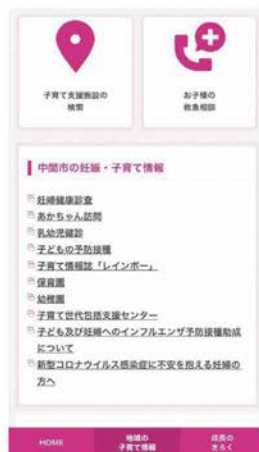 子育て支援施設の
検索
お子様の
救急相談
中間市の妊娠・子育て情報
妊婦健康診査
あかちゃん訪問
乳幼児健診
子どもの予防接種
子育て情報誌「レインボー」
保育園
幼稚園
子育て世代包括支援センター
子ども及び妊婦へのインフルエンザ予防接種助成
について
新型コロナウイルス感染症に不安を抱える妊婦の
方へ
HOME
地域の
子育て情報
成長の
きろく